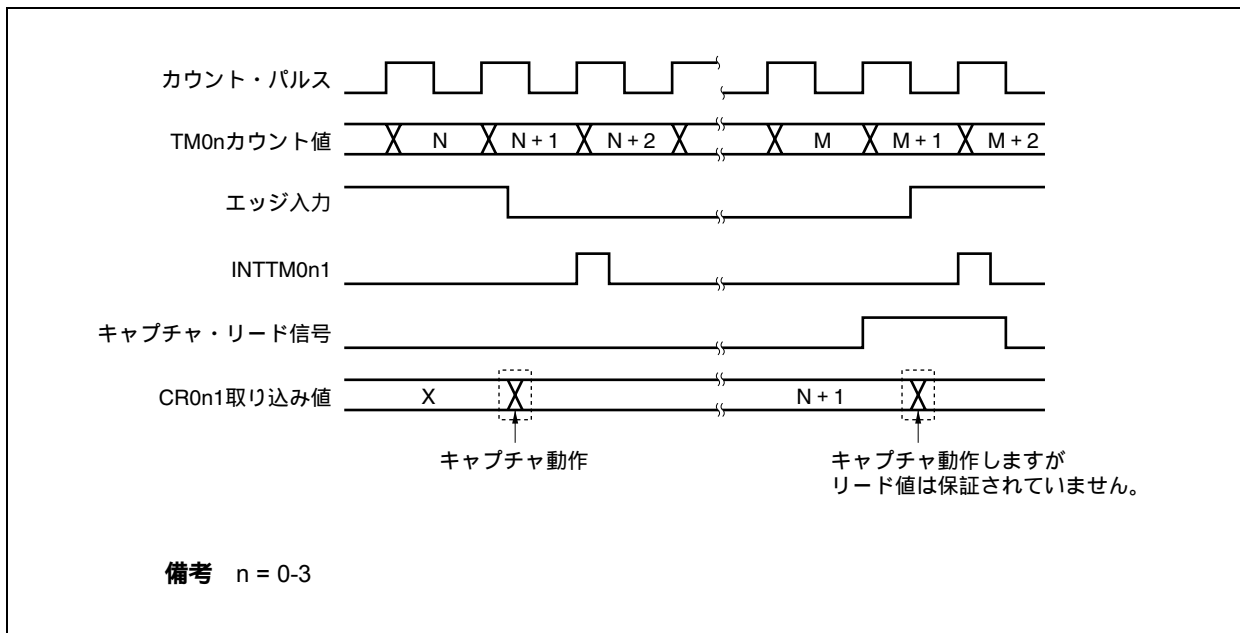 カウント・パルス
TM0nカウント値 N N + 1 N + 2 M M + 1 M + 2
エッジ入力
INTTM0n1
キャプチャ・リード信号
CR0n1取り込み値 X N + 1
キャプチャ動作
キャプチャ動作しますが
リード値は保証されていません。
備考 n = 0-3